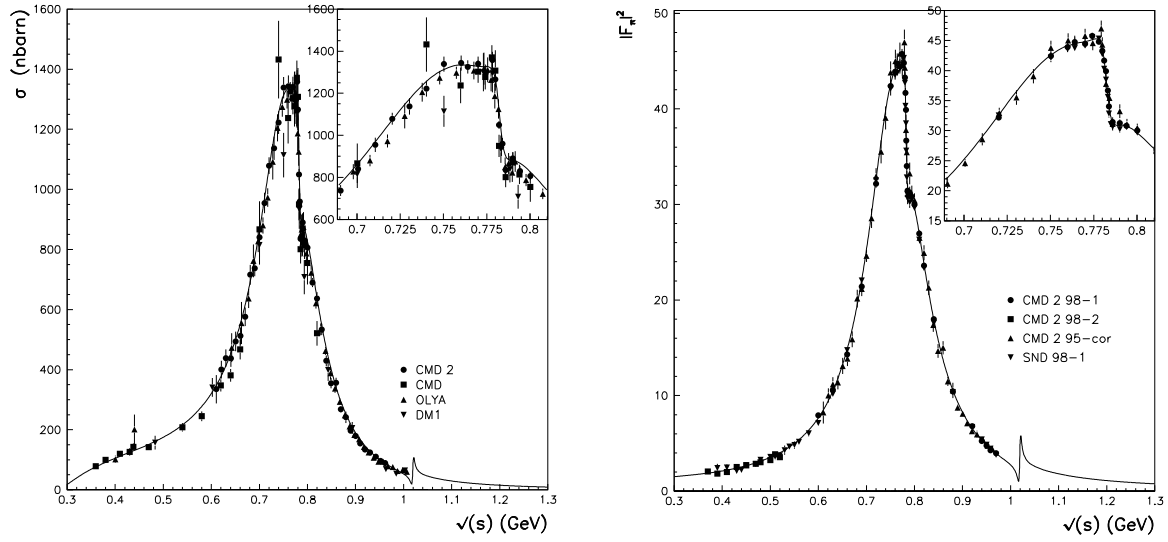 σ (nbarn)
1600
1400
1200
1000
800
600
400
200
0
0.3 0.4 0.5 0.6 0.7 0.8 0.9 1 1.1 1.2 1.3
√(s) (GeV)
1600
1400
1200
1000
800
600
0.7 0.725 0.75 0.775 0.8
CMD 2
CMD
OLYA
DM1
|Fπ|²
50
40
30
20
10
0
0.3 0.4 0.5 0.6 0.7 0.8 0.9 1 1.1 1.2 1.3
√(s) (GeV)
50
45
40
35
30
25
20
15
0.7 0.725 0.75 0.775 0.8
CMD 2 98−1
CMD 2 98−2
CMD 2 95−cor
SND 98−1